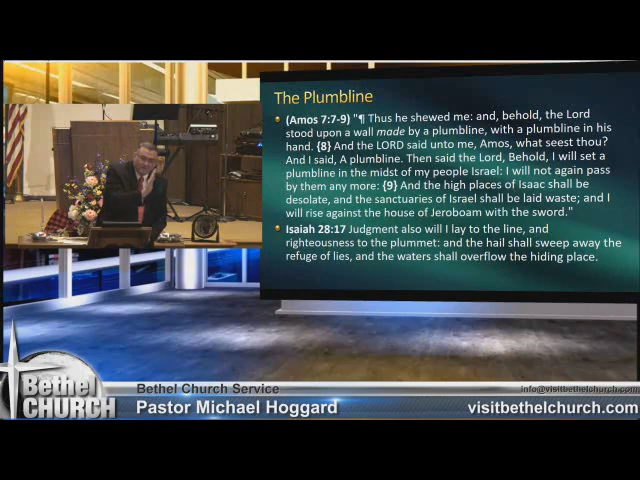 The Plumbline
(Amos 7:7-9) "¶ Thus he shewed me: and, behold, the Lord
stood upon a wall made by a plumbline, with a plumbline in his
hand. {8} And the LORD said unto me, Amos, what seest thou?
And I said, A plumbline. Then said the Lord, Behold, I will set a
plumbline in the midst of my people Israel: I will not again pass
by them any more: {9} And the high places of Isaac shall be
desolate, and the sanctuaries of Israel shall be laid waste; and I
will rise against the house of Jeroboam with the sword."
Isaiah 28:17 Judgment also will I lay to the line, and
righteousness to the plummet: and the hail shall sweep away the
refuge of lies, and the waters shall overflow the hiding place.
Bethel
CHURCH
Bethel Church Service
info@visitbethelchurch.com
Pastor Michael Hoggard
visitbethelchurch.com